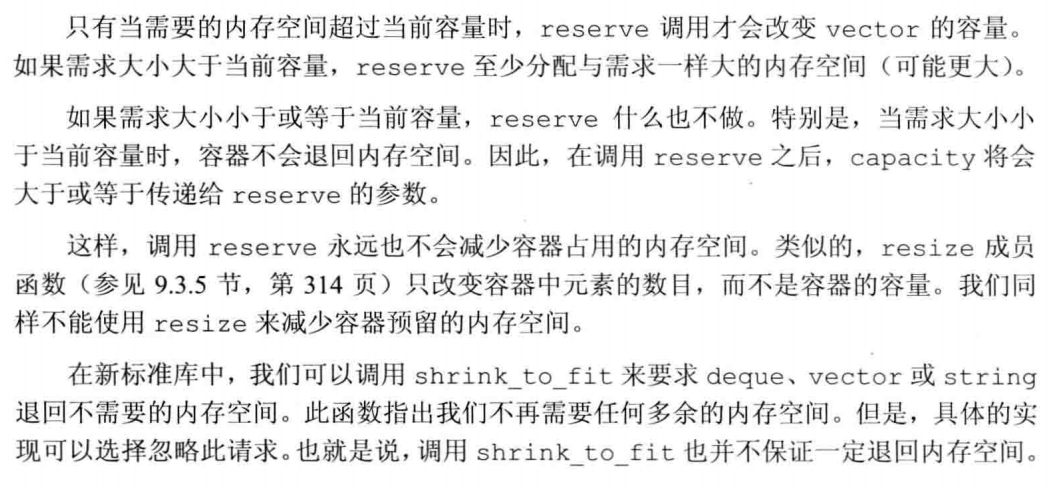 只有当需要的内存空间超过当前容量时，reserve 调用才会改变 vector 的容量。
如果需求大小大于当前容量，reserve 至少分配与需求一样大的内存空间（可能更大）。
如果需求大小小于或等于当前容量，reserve 什么也不做。特别是，当需求大小小
于当前容量时，容器不会退回内存空间。因此，在调用 reserve 之后，capacity 将会
大于或等于传递给 reserve 的参数。
这样，调用 reserve 永远也不会减少容器占用的内存空间。类似的，resize 成员
函数（参见 9.3.5 节，第 314 页）只改变容器中元素的数目，而不是容器的容量。我们同
样不能使用 resize 来减少容器预留的内存空间。
在新标准库中，我们可以调用 shrink_to_fit 来要求 deque、vector 或 string
退回不需要的内存空间。此函数指出我们不再需要任何多余的内存空间。但是，具体的实
现可以选择忽略此请求。也就是说，调用 shrink_to_fit 也并不保证一定退回内存空间。